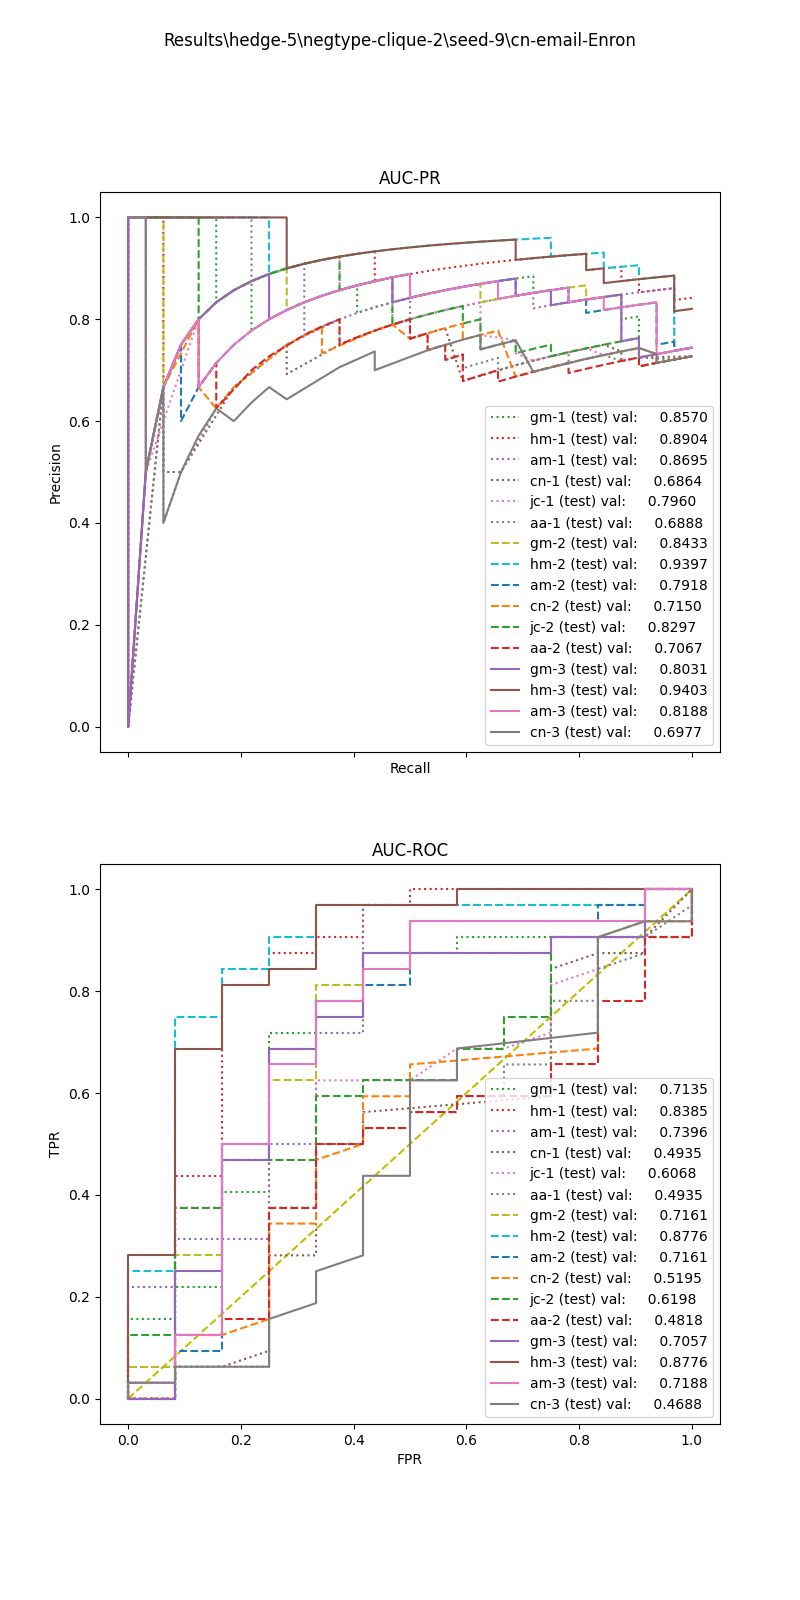 Results\hedge-5\negtype-clique-2\seed-9\cn-email-Enron
AUC-PR
1.0
0.8
0.6
0.4
0.2
0.0
Precision
Recall
gm-1 (test) val: 0.8570
hm-1 (test) val: 0.8904
am-1 (test) val: 0.8695
cn-1 (test) val: 0.6864
jc-1 (test) val: 0.7960
aa-1 (test) val: 0.6888
gm-2 (test) val: 0.8433
hm-2 (test) val: 0.9397
am-2 (test) val: 0.7918
cn-2 (test) val: 0.7150
jc-2 (test) val: 0.8297
aa-2 (test) val: 0.7067
gm-3 (test) val: 0.8031
hm-3 (test) val: 0.9403
am-3 (test) val: 0.8188
cn-3 (test) val: 0.6977
AUC-ROC
1.0
0.8
0.6
0.4
0.2
0.0
TPR
gm-1 (test) val: 0.7135
hm-1 (test) val: 0.8385
am-1 (test) val: 0.7396
cn-1 (test) val: 0.4935
jc-1 (test) val: 0.6068
aa-1 (test) val: 0.4935
gm-2 (test) val: 0.7161
hm-2 (test) val: 0.8776
am-2 (test) val: 0.7161
cn-2 (test) val: 0.5195
jc-2 (test) val: 0.6198
aa-2 (test) val: 0.4818
gm-3 (test) val: 0.7057
hm-3 (test) val: 0.8776
am-3 (test) val: 0.7188
cn-3 (test) val: 0.4688
0.0 0.2 0.4 0.6 0.8 1.0
FPR